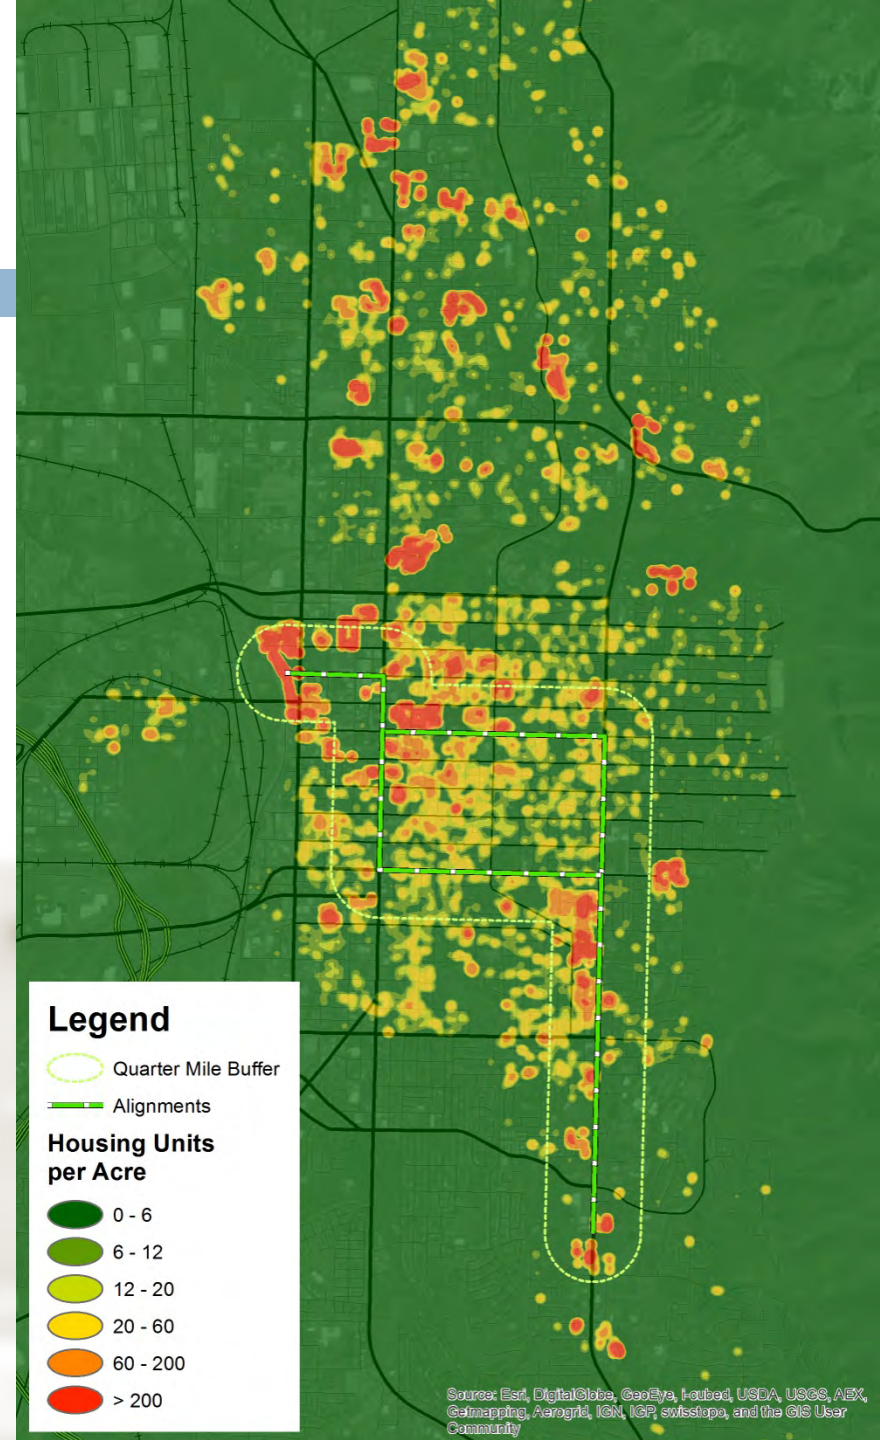 Legend
Quarter Mile Buffer
Alignments
Housing Units
per Acre
0 - 6
6 - 12
12 - 20
20 - 60
60 - 200
> 200
Source: Esri, DigitalGlobe, GeoEye, i-cubed, USDA, USGS, AEX,
Getmapping, Aerogrid, IGN, IGP, swisstopo, and the GIS User
Community